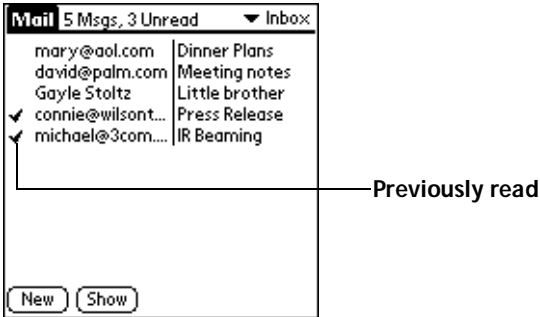 Mail 5 Msgs, 3 Unread Inbox
mary@aol.com Dinner Plans
david@palm.com Meeting notes
Gayle Stoltz Little brother
connie@wilsont... Press Release
michael@3com.... IR Beaming
Previously read
New Show